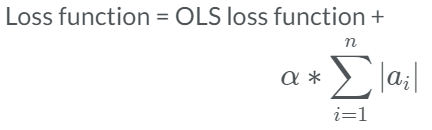 Loss function = OLS loss function +
n
α * ∑ |aᵢ|
i=1